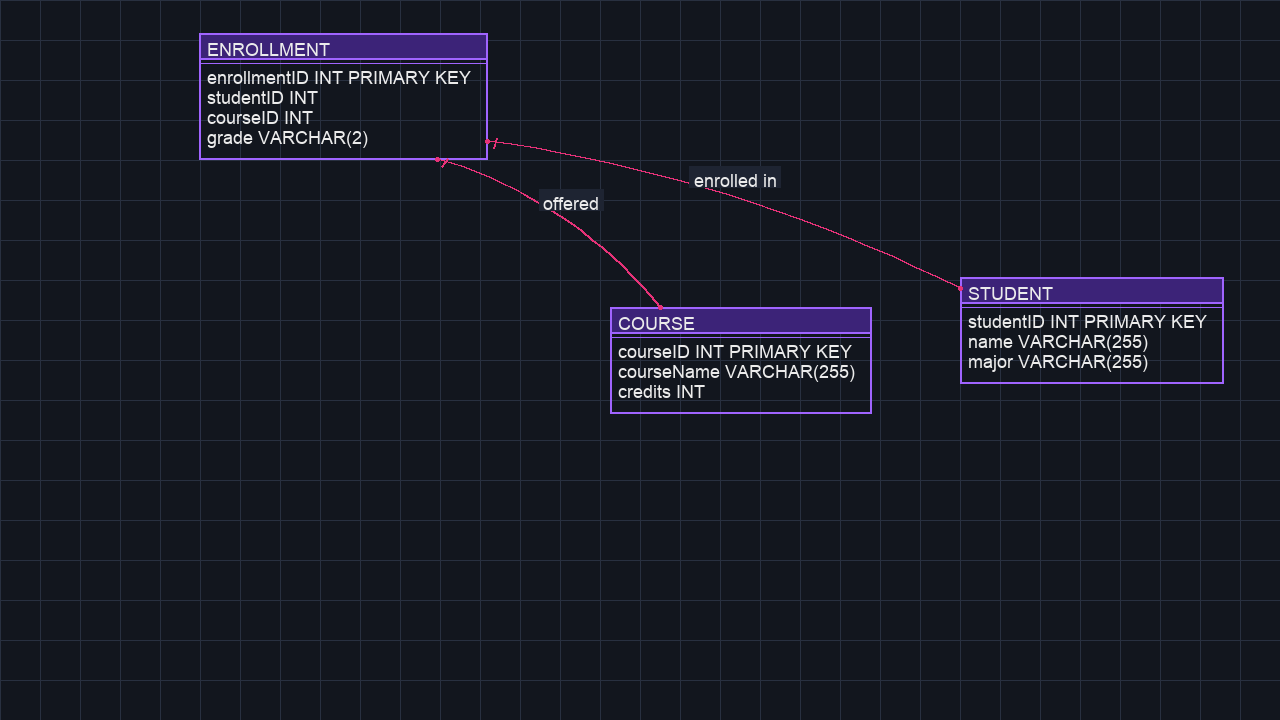 ENROLLMENT
enrollmentID INT PRIMARY KEY
studentID INT
courseID INT
grade VARCHAR(2)
enrolled in
offered
COURSE
courseID INT PRIMARY KEY
courseName VARCHAR(255)
credits INT
STUDENT
studentID INT PRIMARY KEY
name VARCHAR(255)
major VARCHAR(255)